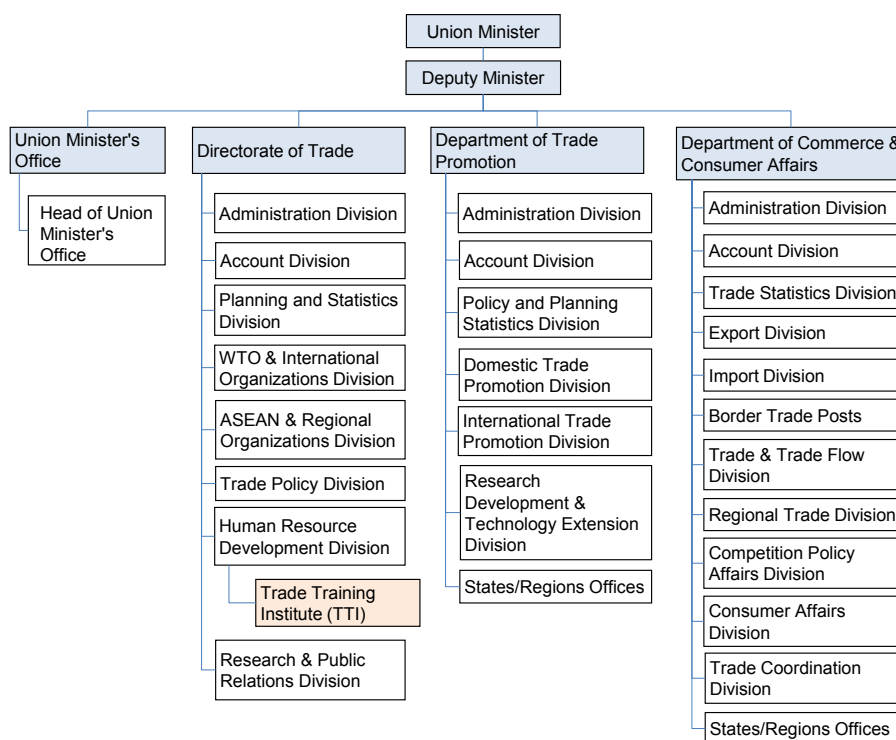 Union Minister
Deputy Minister
Union Minister's
Office
Head of Union
Minister's
Office
Directorate of Trade
Administration Division
Account Division
Planning and Statistics
Division
WTO & International
Organizations Division
ASEAN & Regional
Organizations Division
Trade Policy Division
Human Resource
Development Division
Trade Training
Institute (TTI)
Research & Public
Relations Division
Department of Trade
Promotion
Administration Division
Account Division
Policy and Planning
Statistics Division
Domestic Trade
Promotion Division
International Trade
Promotion Division
Research
Development &
Technology Extension
Division
States/Regions Offices
Department of Commerce &
Consumer Affairs
Administration Division
Account Division
Trade Statistics Division
Export Division
Import Division
Border Trade Posts
Trade & Trade Flow
Division
Regional Trade Division
Competition Policy
Affairs Division
Consumer Affairs
Division
Trade Coordination
Division
States/Regions Offices